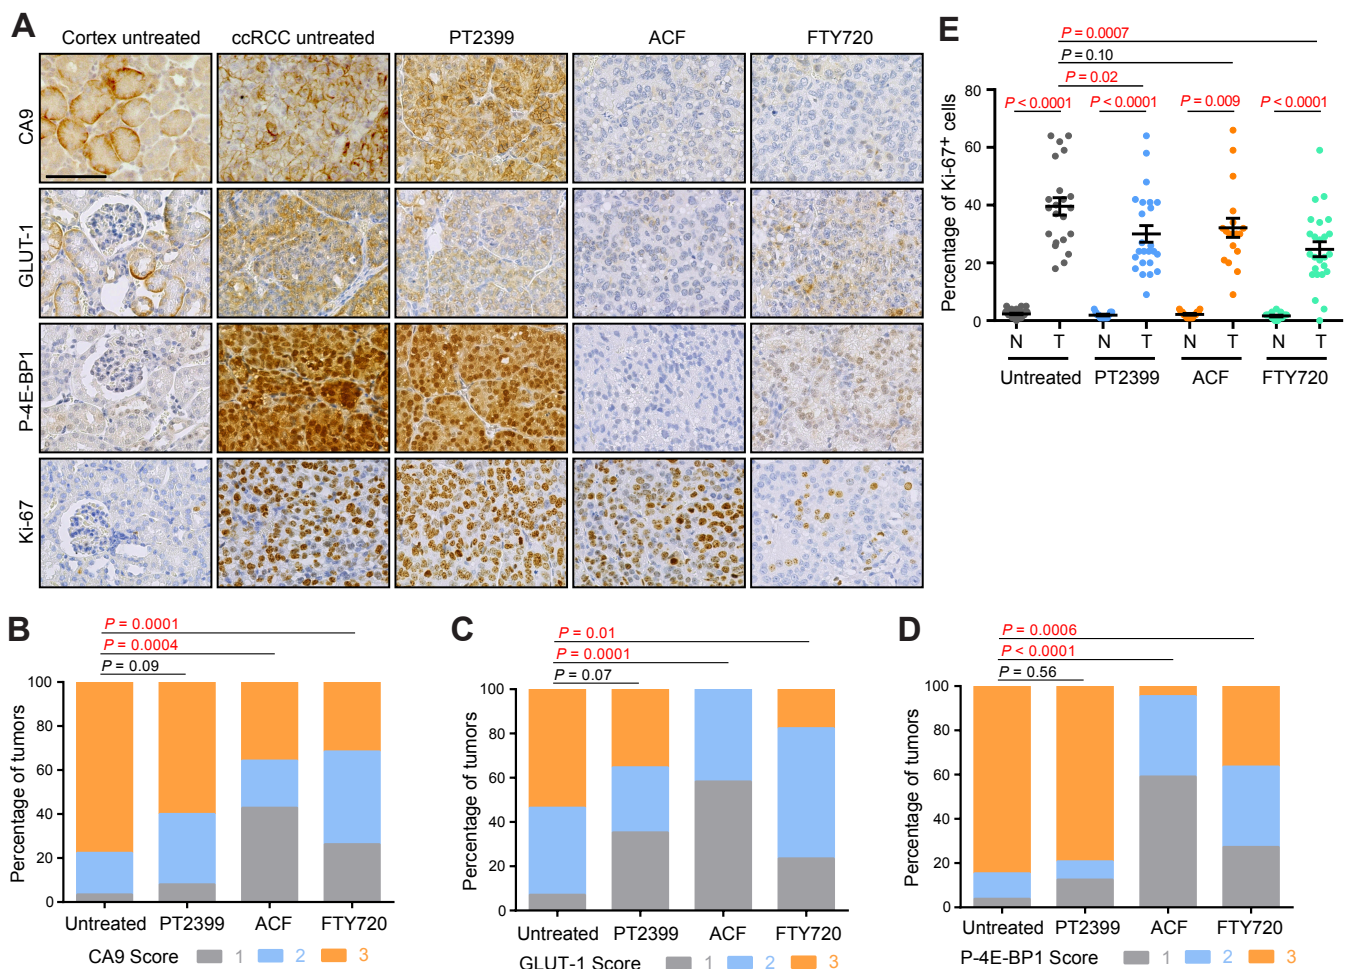 A
Cortex untreated
ccRCC untreated
PT2399
ACF
FTY720
CA9
GLUT-1
P-4E-BP1
Ki-67
E
P = 0.0007
P = 0.10
P = 0.02
P < 0.0001
P < 0.0001
P = 0.009
P < 0.0001
Percentage of Ki-67+ cells
80
60
40
20
0
N T N T N T N T
Untreated PT2399 ACF FTY720
B
P = 0.0001
P = 0.0004
P = 0.09
Percentage of tumors
100
80
60
40
20
0
Untreated PT2399 ACF FTY720
CA9 Score 1 2 3
C
P = 0.01
P = 0.0001
P = 0.07
Percentage of tumors
100
80
60
40
20
0
Untreated PT2399 ACF FTY720
GLUT-1 Score 1 2 3
D
P = 0.0006
P < 0.0001
P = 0.56
Percentage of tumors
100
80
60
40
20
0
Untreated PT2399 ACF FTY720
P-4E-BP1 Score 1 2 3